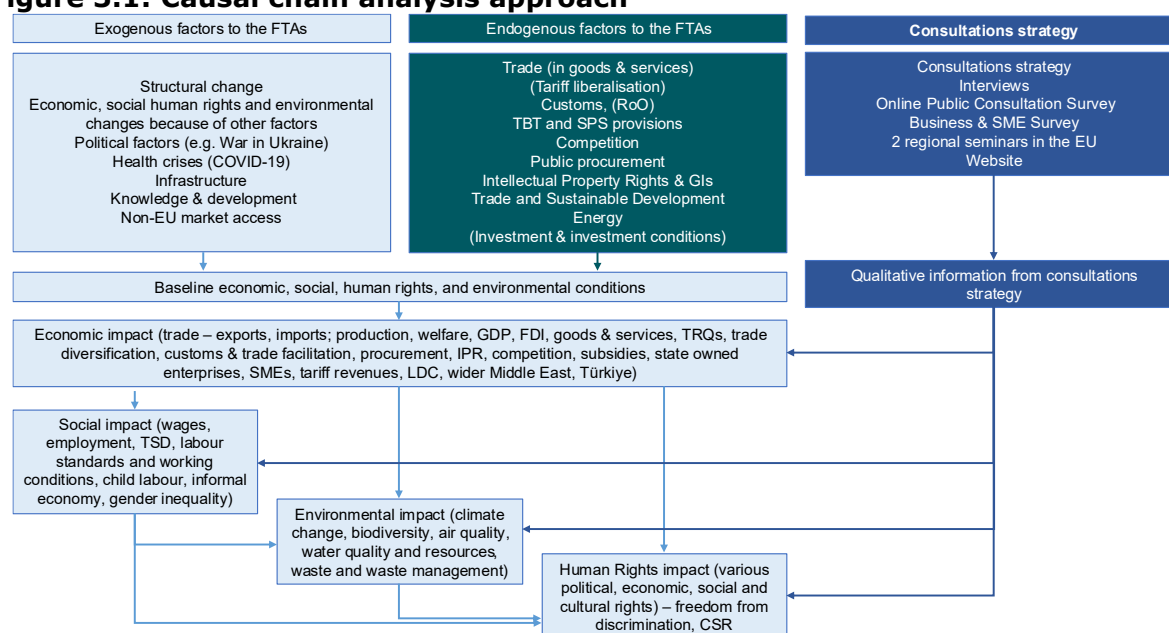 igure 3.1: Causal chain analysis approach
Exogenous factors to the FTAs
Structural change
Economic, social human rights and environmental
changes because of other factors
Political factors (e.g. War in Ukraine)
Health crises (COVID-19)
Infrastructure
Knowledge & development
Non-EU market access
Endogenous factors to the FTAs
Trade (in goods & services)
(Tariff liberalisation)
Customs, (RoO)
TBT and SPS provisions
Competition
Public procurement
Intellectual Property Rights & GIs
Trade and Sustainable Development
Energy
(Investment & investment conditions)
Consultations strategy
Consultations strategy
Interviews
Online Public Consultation Survey
Business & SME Survey
2 regional seminars in the EU
Website
Baseline economic, social, human rights, and environmental conditions
Qualitative information from consultations
strategy
Economic impact (trade – exports, imports; production, welfare, GDP, FDI, goods & services, TRQs, trade
diversification, customs & trade facilitation, procurement, IPR, competition, subsidies, state owned
enterprises, SMEs, tariff revenues, LDC, wider Middle East, Türkiye)
Social impact (wages,
employment, TSD, labour
standards and working
conditions, child labour, informal
economy, gender inequality)
Environmental impact (climate
change, biodiversity, air quality,
water quality and resources,
waste and waste management)
Human Rights impact (various
political, economic, social and
cultural rights) – freedom from
discrimination, CSR